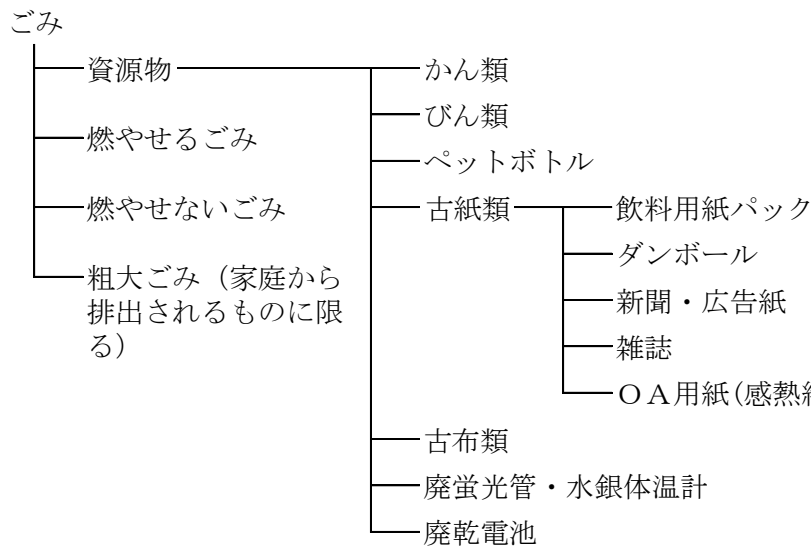 ごみ
資源物
かん類
びん類
燃やせるごみ
ペットボトル
燃やせないごみ
古紙類
飲料用紙パック
ダンボール
粗大ごみ（家庭から
排出されるものに限
る）
新聞・広告紙
雑誌
ＯＡ用紙(感熱
古布類
廃蛍光管・水銀体温計
廃乾電池